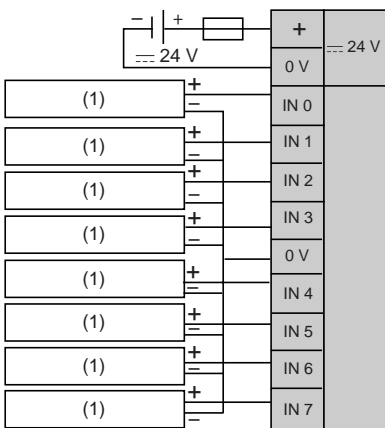 − + +
⎓ 24 V
⎓ 24 V
0 V
(1) + − IN 0
(1) + − IN 1
(1) + − IN 2
(1) + − IN 3
0 V
(1) + − IN 4
(1) + − IN 5
(1) + − IN 6
(1) + − IN 7